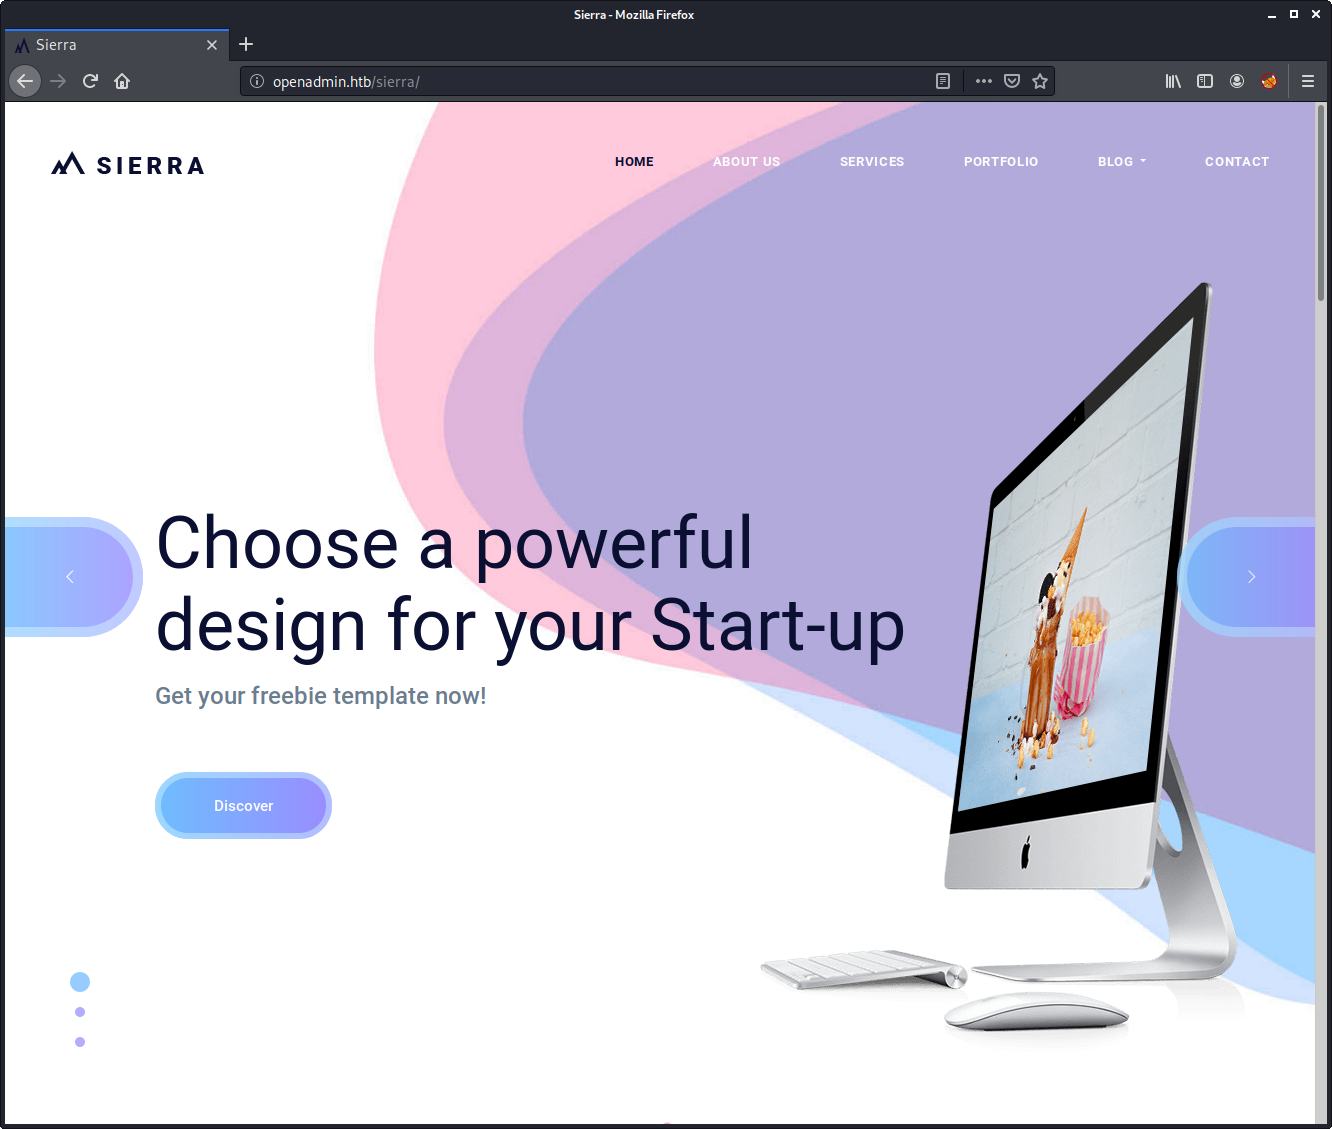 Sierra - Mozilla Firefox
Sierra
openadmin.htb/sierra/
SIERRA
HOME ABOUT US SERVICES PORTFOLIO BLOG CONTACT
Choose a powerful
design for your Start-up
Get your freebie template now!
Discover